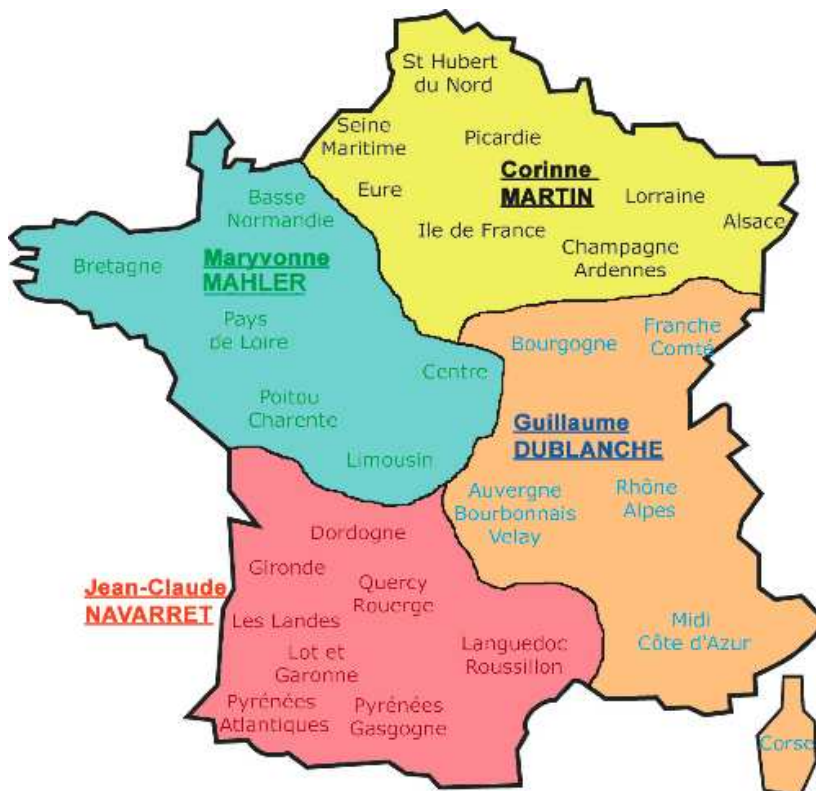 St Hubert
du Nord
Seine
Maritime
Picardie
Corinne
MARTIN
Eure
Lorraine
Alsace
Ile de France
Champagne
Ardennes
Basse
Normandie
Bretagne
Maryvonne
MAHLER
Pays
de Loire
Centre
Poitou
Charente
Limousin
Bourgogne
Franche
Comté
Guillaume
DUBLANCHE
Auvergne
Bourbonnais
Velay
Rhône
Alpes
Midi
Côte d'Azur
Corse
Dordogne
Gironde
Quercy
Rouerge
Jean-Claude
NAVARRET
Les Landes
Lot et
Garonne
Languedoc
Roussillon
Pyrénées
Atlantiques
Pyrénées
Gasgogne